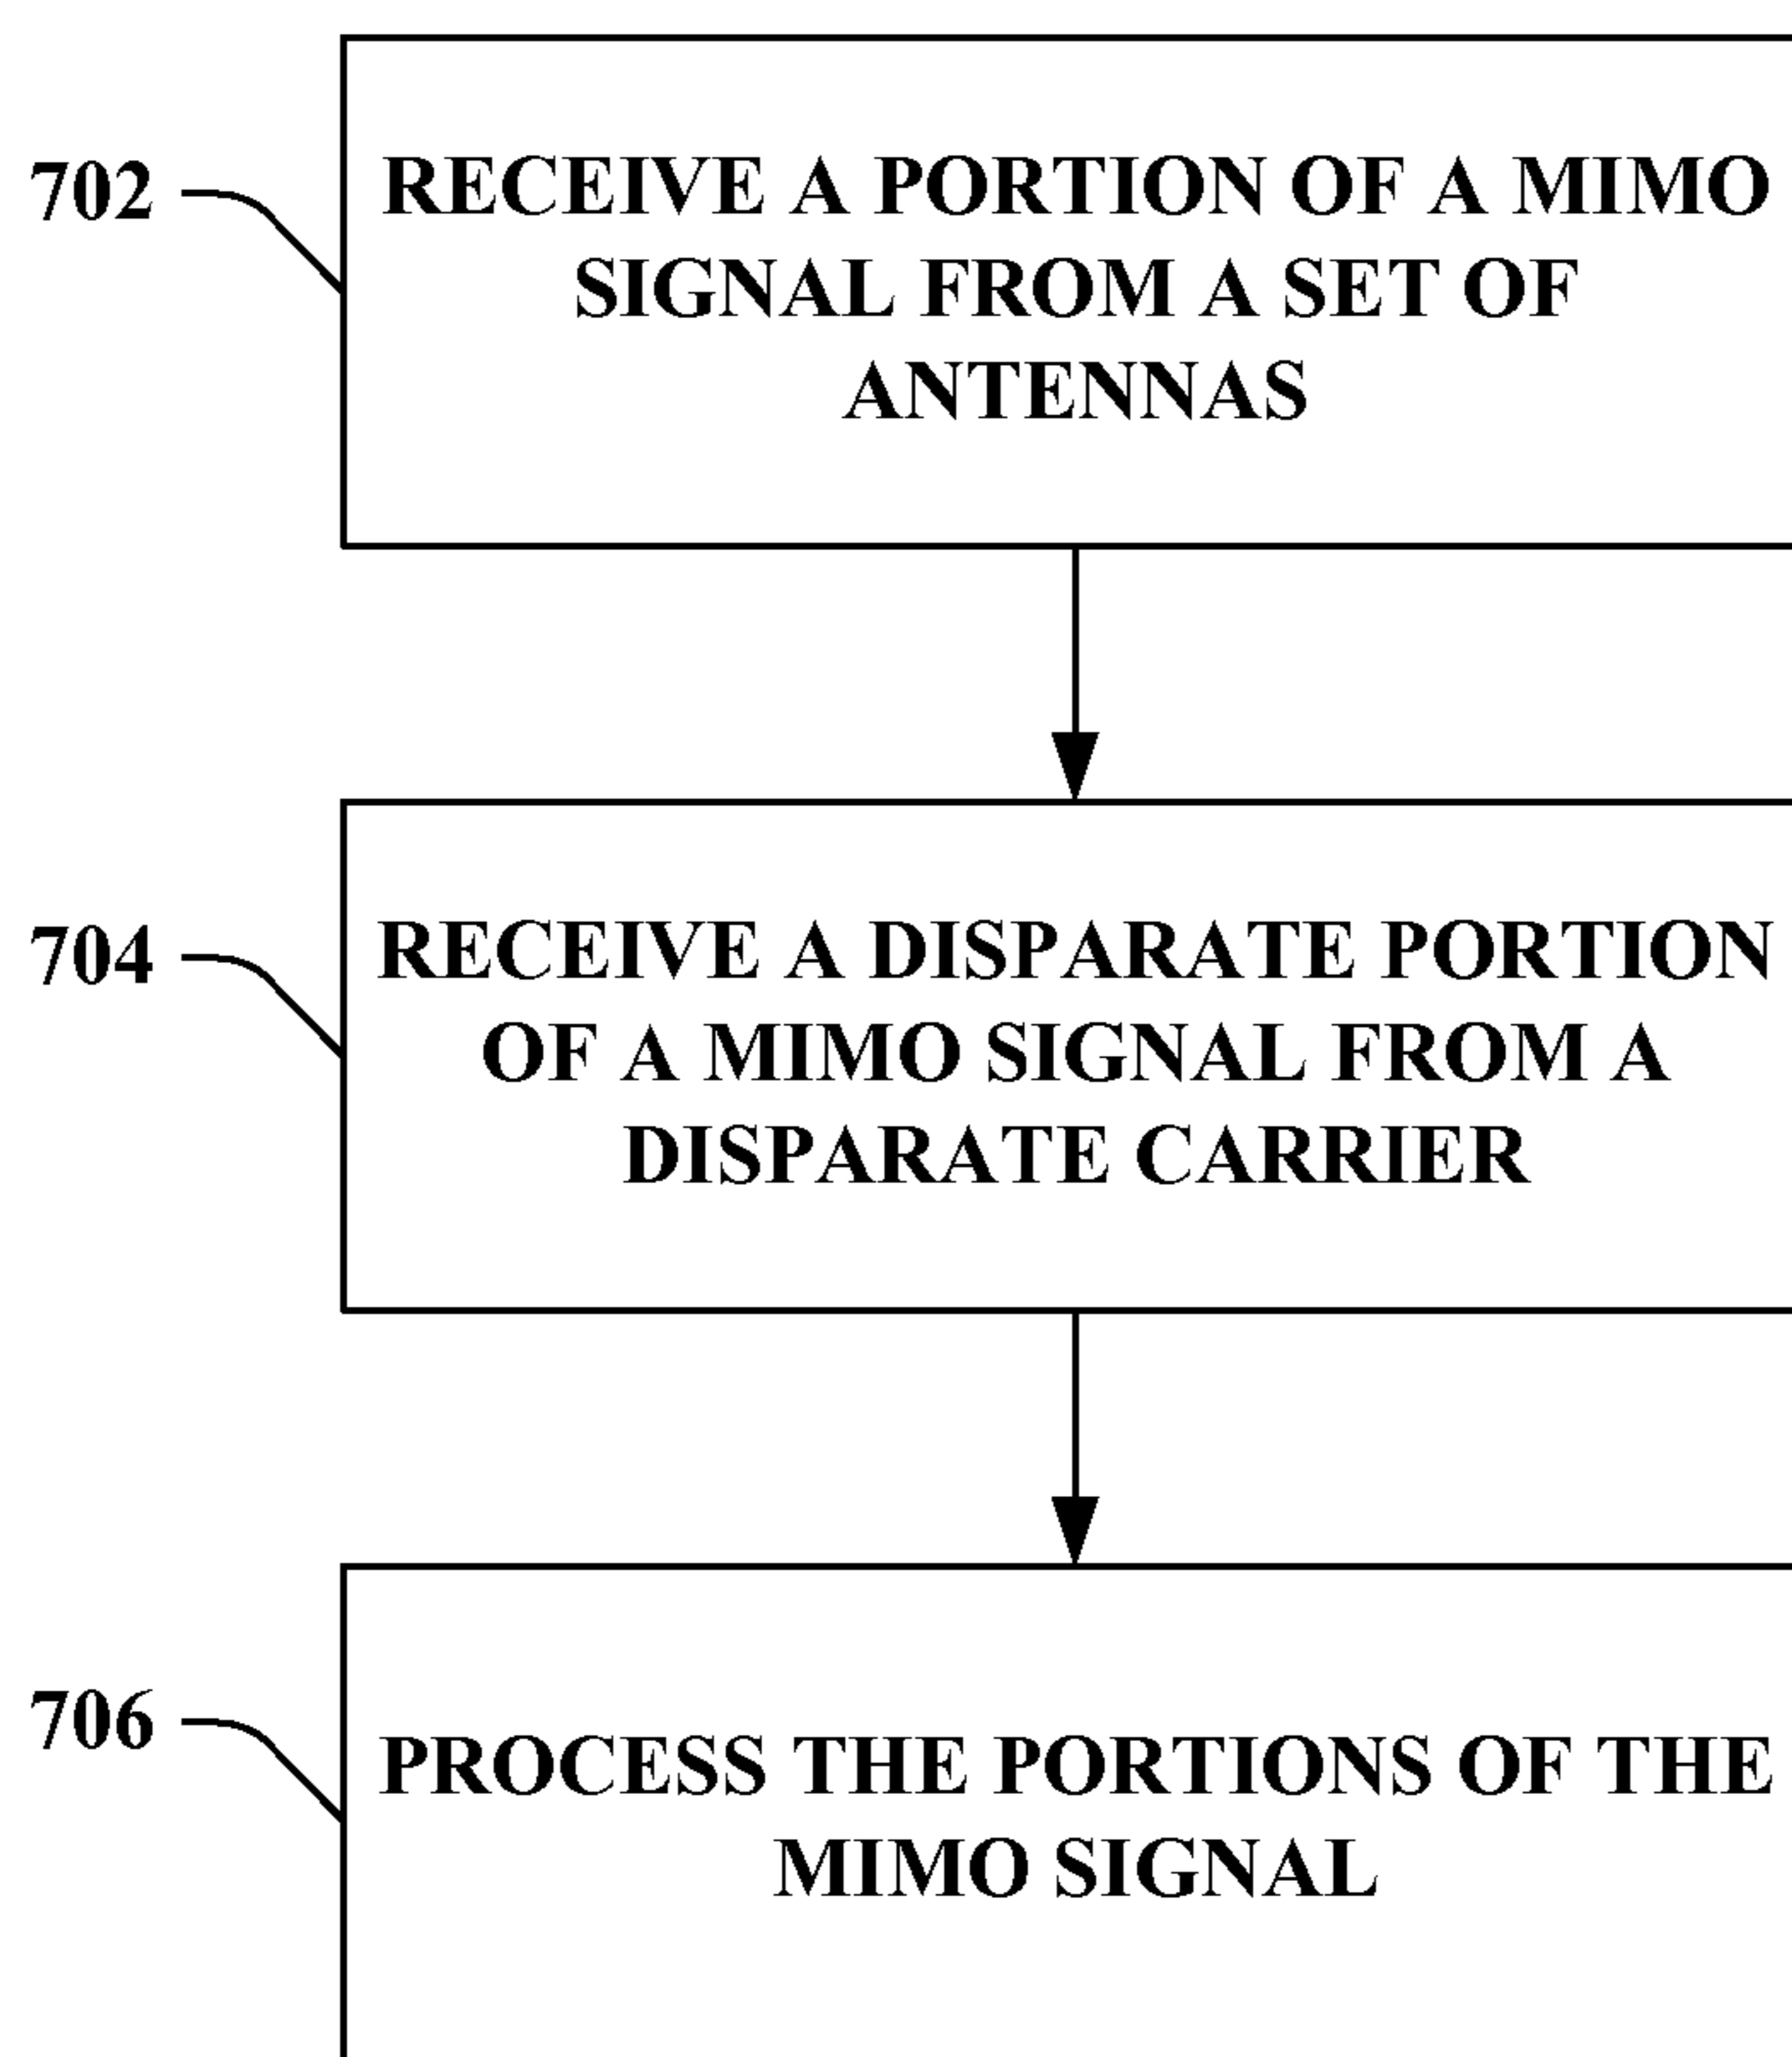 702
RECEIVE A PORTION OF A MIMO
SIGNAL FROM A SET OF
ANTENNAS
704
RECEIVE A DISPARATE PORTION
OF A MIMO SIGNAL FROM A
DISPARATE CARRIER
706
PROCESS THE PORTIONS OF THE
MIMO SIGNAL